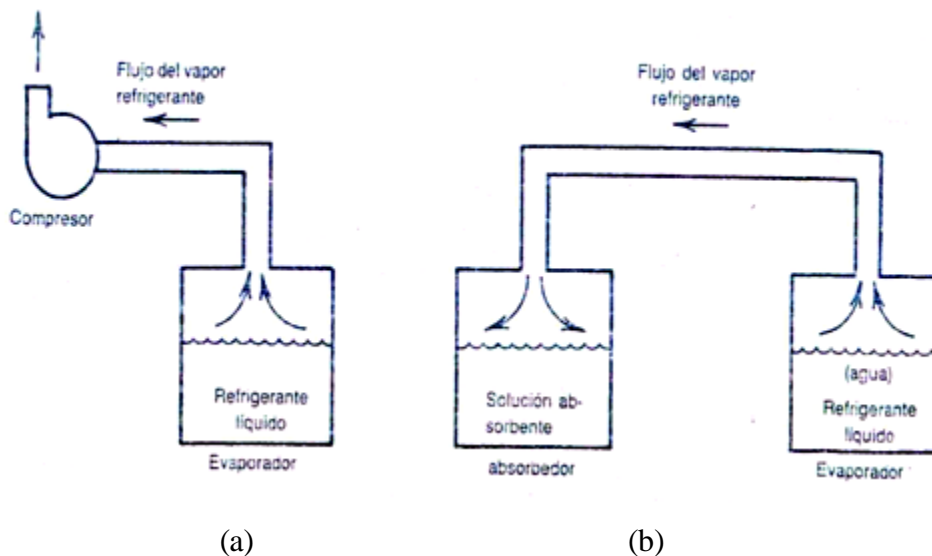 Flujo del vapor
refrigerante
Compresor
Refrigerante
líquido
Evaporador
(a)
Flujo del vapor
refrigerante
Solución ab-
sorbente
absorbedor
(agua)
Refrigerante
líquido
Evaporador
(b)